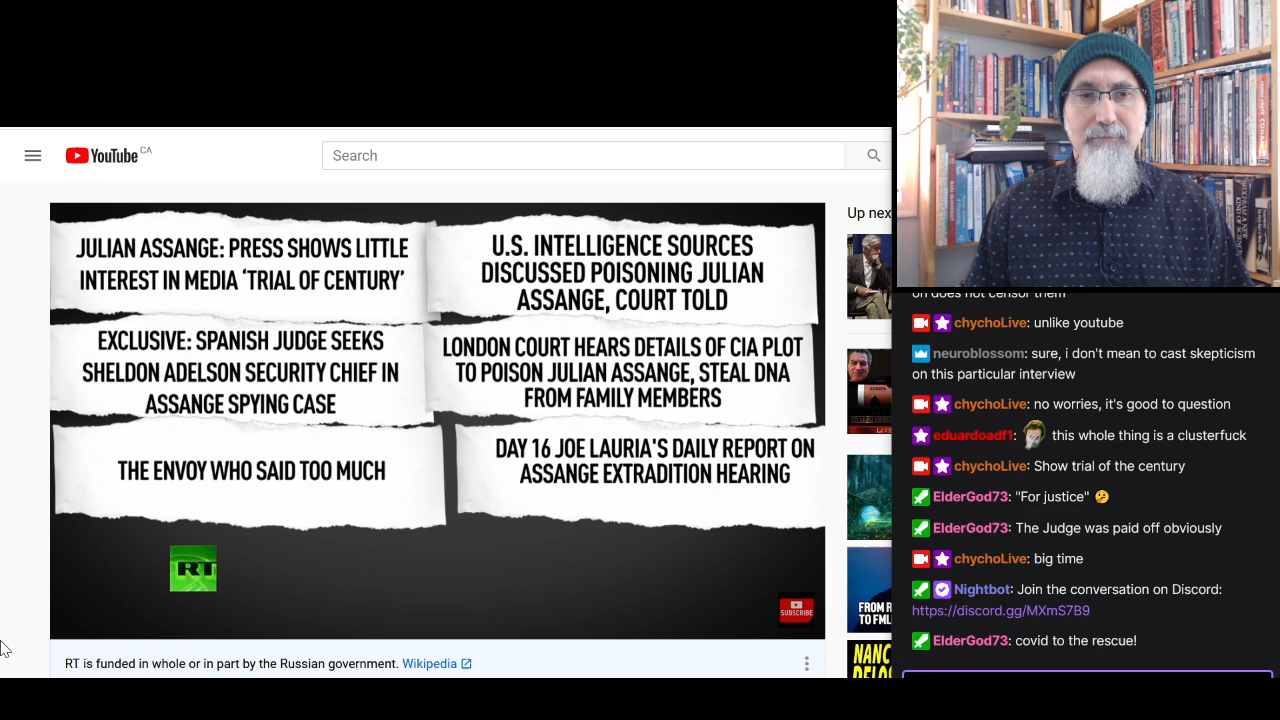 YouTube CA
Search
JULIAN ASSANGE: PRESS SHOWS LITTLE
INTEREST IN MEDIA ‘TRIAL OF CENTURY’
U.S. INTELLIGENCE SOURCES
DISCUSSED POISONING JULIAN
ASSANGE, COURT TOLD
EXCLUSIVE: SPANISH JUDGE SEEKS
SHELDON ADELSON SECURITY CHIEF IN
ASSANGE SPYING CASE
LONDON COURT HEARS DETAILS OF CIA PLOT
TO POISON JULIAN ASSANGE, STEAL DNA
FROM FAMILY MEMBERS
THE ENVOY WHO SAID TOO MUCH
DAY 16 JOE LAURIA'S DAILY REPORT ON
ASSANGE EXTRADITION HEARING
RT
SUBSCRIBE
RT is funded in whole or in part by the Russian government. Wikipedia
Up nex
LIVE
FROM R
TO FML
NANC
PELOS
on does not censor them
chychoLive: unlike youtube
neuroblossom: sure, i don't mean to cast skepticism
on this particular interview
chychoLive: no worries, it's good to question
eduardoadf1: this whole thing is a clusterfuck
chychoLive: Show trial of the century
ElderGod73: "For justice" 🤔
ElderGod73: The Judge was paid off obviously
chychoLive: big time
Nightbot: Join the conversation on Discord:
https://discord.gg/MXmS7B9
ElderGod73: covid to the rescue!